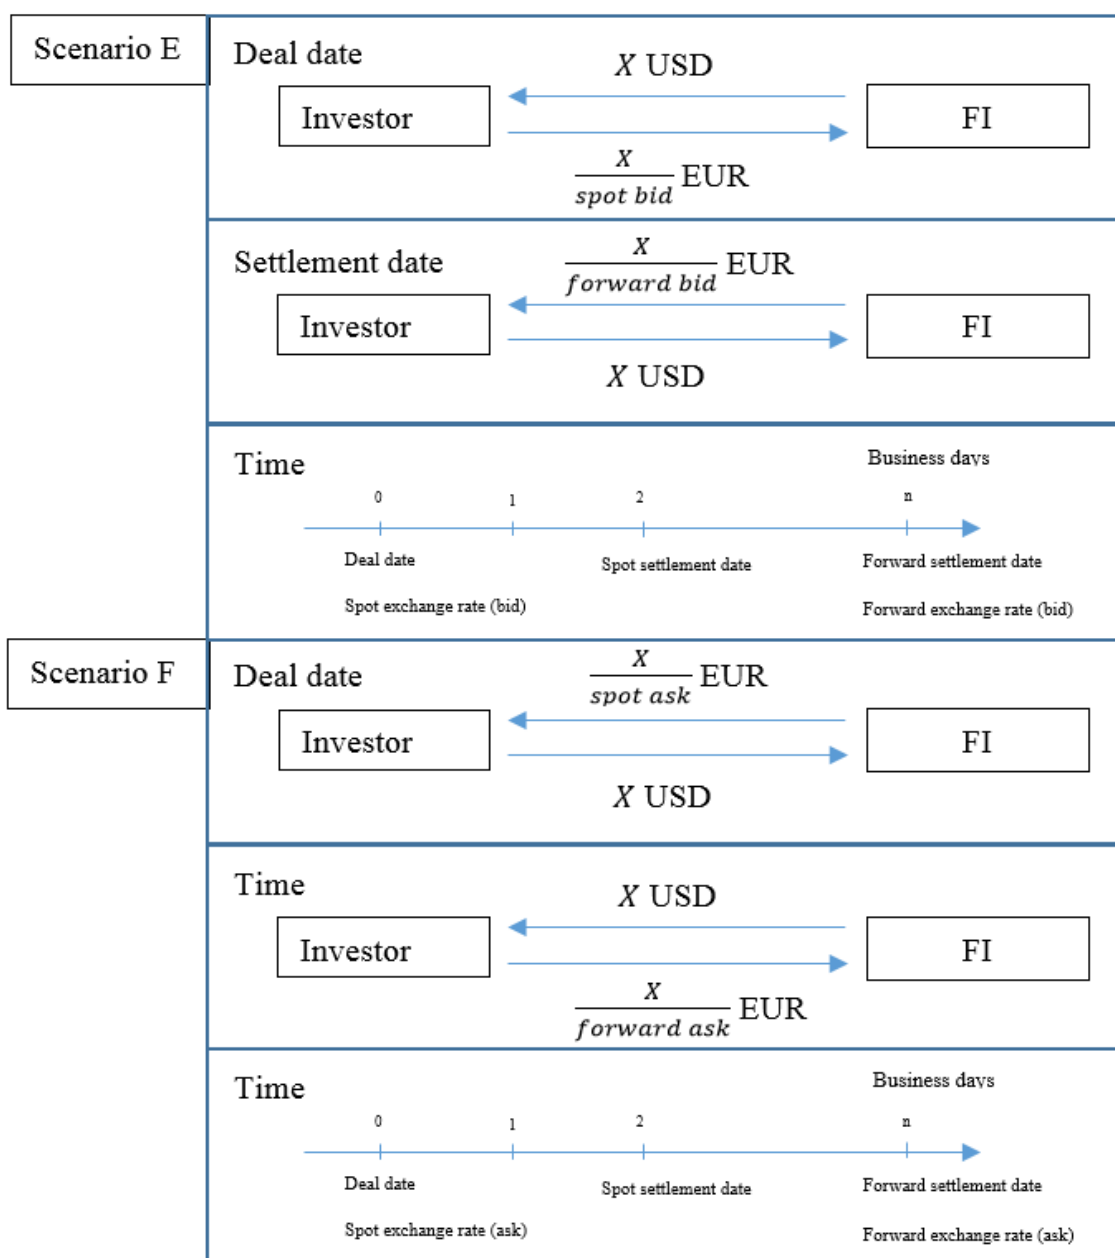 Scenario E
Deal date
X USD
Investor
FI
X
spot bid
EUR
Settlement date
X
forward bid
EUR
Investor
FI
X USD
Time
Business days
0 1 2 n
Deal date Spot settlement date Forward settlement date
Spot exchange rate (bid) Forward exchange rate (bid)
Scenario F
Deal date
X
spot ask
EUR
Investor
FI
X USD
Time
X USD
Investor
FI
X
forward ask
EUR
Time
Business days
0 1 2 n
Deal date Spot settlement date Forward settlement date
Spot exchange rate (ask) Forward exchange rate (ask)